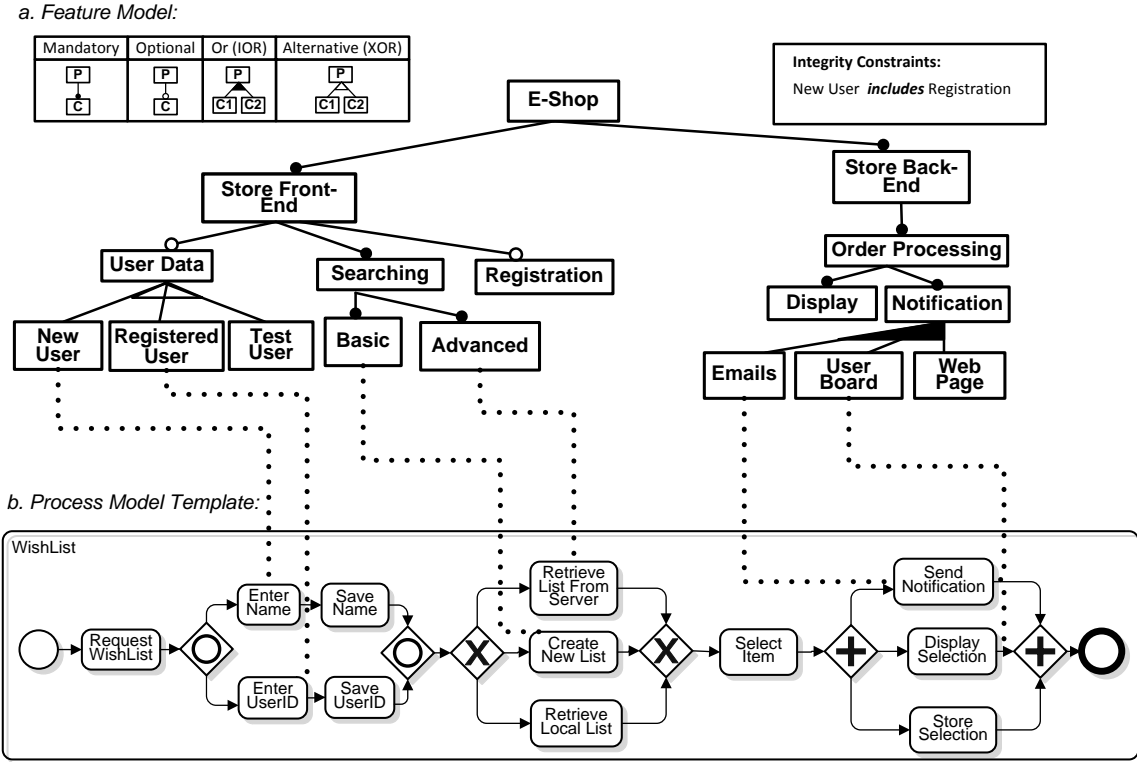 a. Feature Model:
Mandatory Optional Or (IOR) Alternative (XOR)
P P P P
C C C1 C2 C1 C2
Integrity Constraints:
New User includes Registration
E-Shop
Store Front-
End
Store Back-
End
User Data
Searching
Registration
Order Processing
Display
Notification
New
User
Registered
User
Test
User
Basic
Advanced
Emails
User
Board
Web
Page
b. Process Model Template:
WishList
Request
WishList
Enter
Name
Save
Name
Enter
UserID
Save
UserID
X
Retrieve
List From
Server
Create
New List
Retrieve
Local List
X
Select
Item
Send
Notification
Display
Selection
Store
Selection